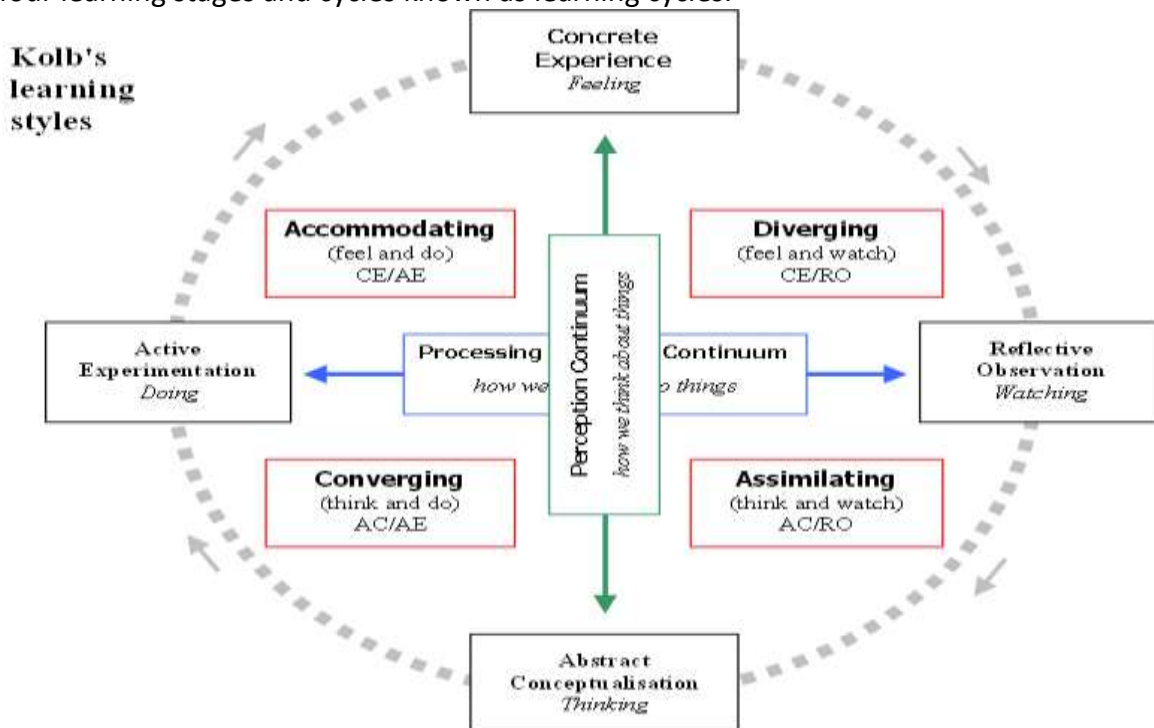 four learning stages and cycles known as learning cycles.
Kolb's
learning
styles
Concrete
Experience
Feeling
Accommodating
(feel and do)
CE/AE
Diverging
(feel and watch)
CE/RO
Active
Experimentation
Doing
Processing Continuum
how we things
Perception Continuum
how we think about things
Reflective
Observation
Watching
Converging
(think and do)
AC/AE
Assimilating
(think and watch)
AC/RO
Abstract
Conceptualisation
Thinking